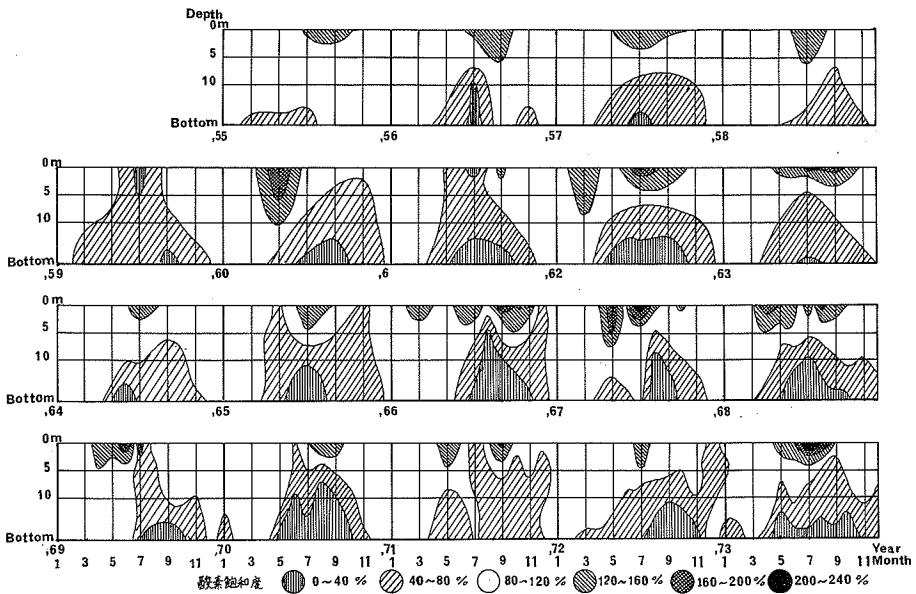 Depth
0m
5
10
Bottom
,55 ,56 ,57 ,58
0m
5
10
Bottom
,59 ,60 ,6 ,62 ,63
0m
5
10
Bottom
,64 ,65 ,66 ,67 ,68
0m
5
10
Bottom
,69 ,70 ,71 ,72 ,73 Year
1 3 5 7 9 11 1 3 5 7 9 11 1 3 5 7 9 11 1 3 5 7 9 11 1 3 5 7 9 11 Month
酸素飽和度 0~40 % 40~80 % 80~120 % 120~160 % 160~200 % 200~240 %